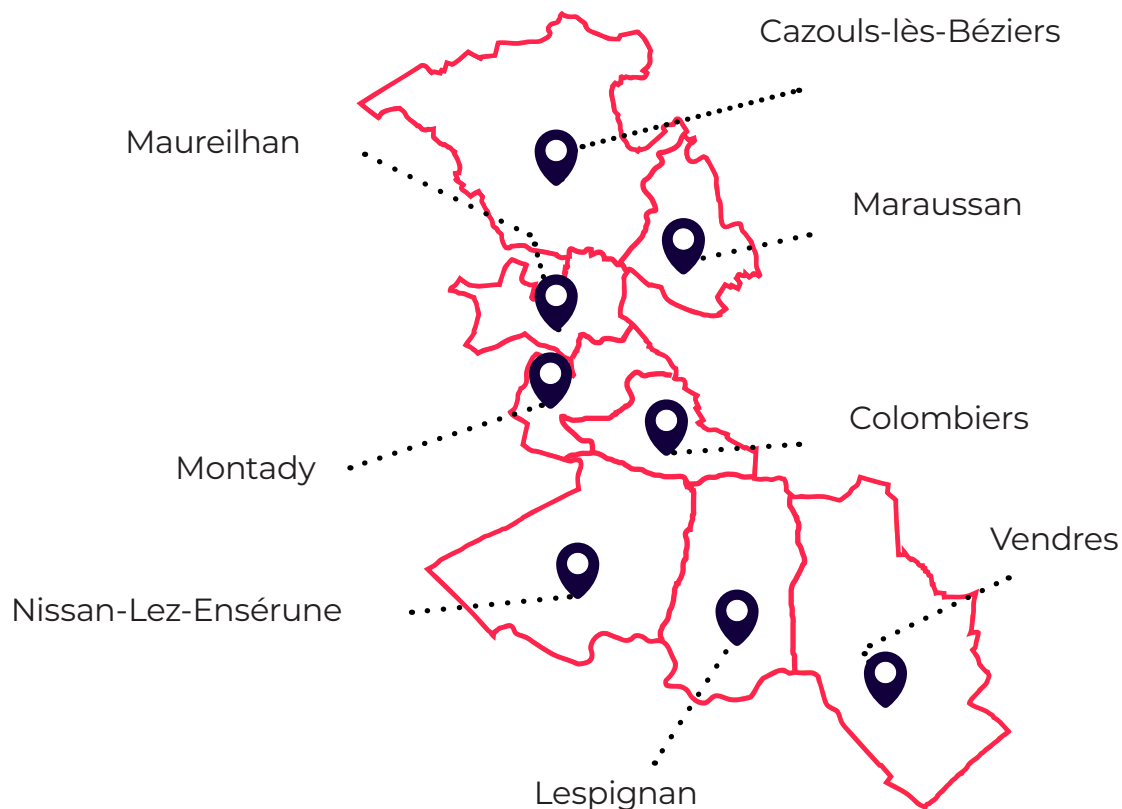 Cazouls-lès-Béziers
Maureilhan
Maraussan
Colombiers
Montady
Vendres
Nissan-Lez-Ensérune
Lespignan